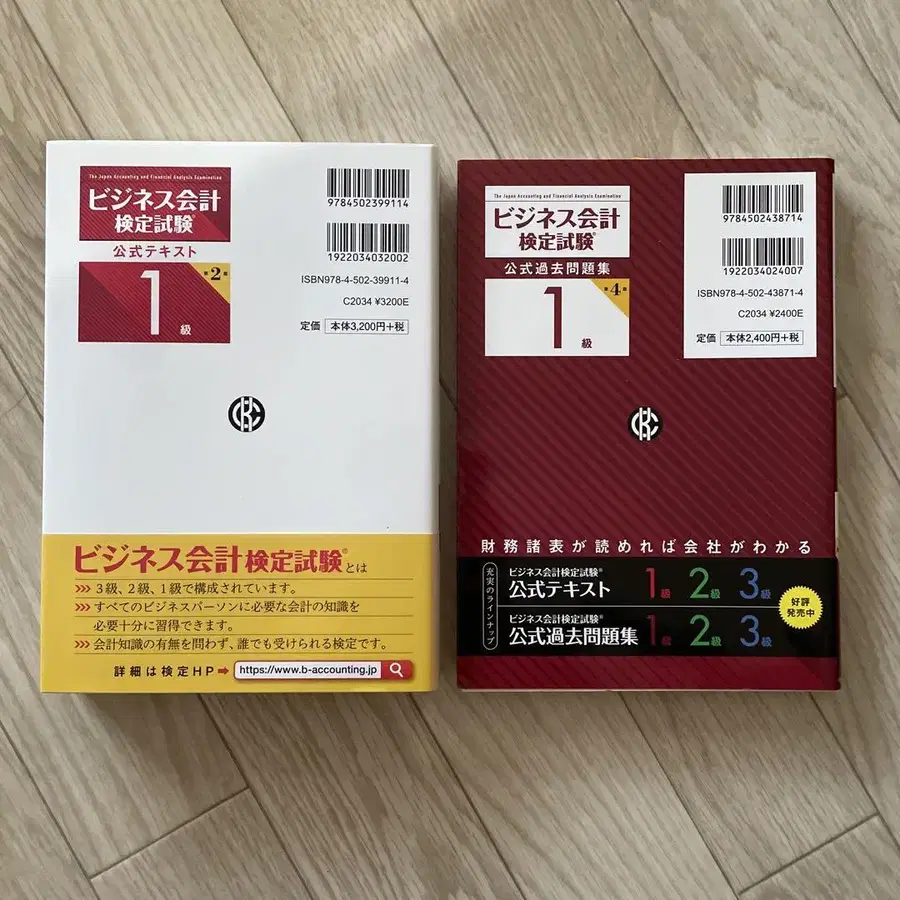 The Japan Accounting and Financial Analysis Examination
ビジネス会計
検定試験®
公式テキスト
第2版
1級
9784502399114
1922034032002
ISBN978-4-502-39911-4
C2034 ¥3200E
定価 本体3,200円+税
ビジネス会計検定試験®とは
>>> 3級、2級、1級で構成されています。
>>> すべてのビジネスパーソンに必要な会計の知識を
必要十分に習得できます。
>>> 会計知識の有無を問わず、誰でも受けられる検定です。
詳細は検定HP➡ https://www.b-accounting.jp
The Japan Accounting and Financial Analysis Examination
ビジネス会計
検定試験®
公式過去問題集
第4版
1級
9784502438714
1922034024007
ISBN978-4-502-43871-4
C2034 ¥2400E
定価 本体2,400円+税
財務諸表が読めれば会社がわかる
充実のラインナップ
ビジネス会計検定試験®
公式テキスト 1級 2級 3級
ビジネス会計検定試験®
公式過去問題集 1級 2級 3級
好評
発売中